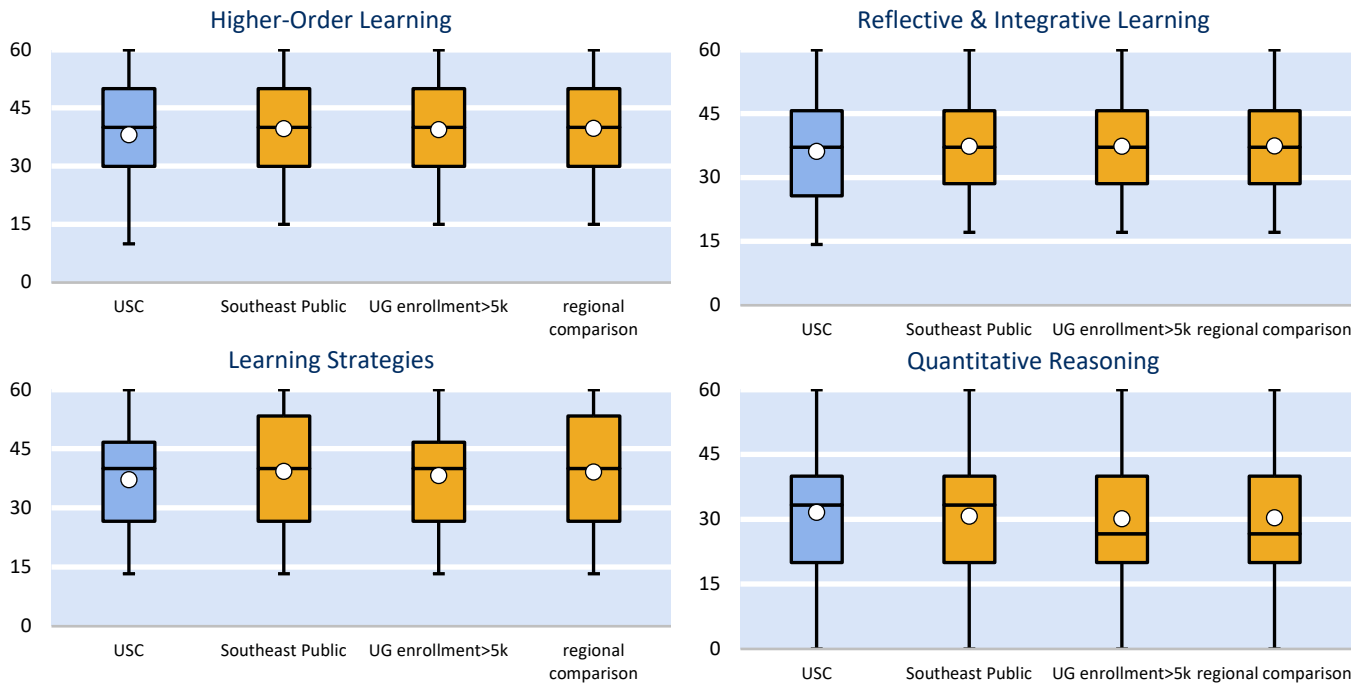 Higher-Order Learning
60
45
30
15
0
USC
Southeast Public
UG enrollment>5k
regional
comparison
Reflective & Integrative Learning
60
45
30
15
0
USC
Southeast Public
UG enrollment>5k
regional comparison
Learning Strategies
60
45
30
15
0
USC
Southeast Public
UG enrollment>5k
regional
comparison
Quantitative Reasoning
60
45
30
15
0
USC
Southeast Public
UG enrollment>5k
regional comparison